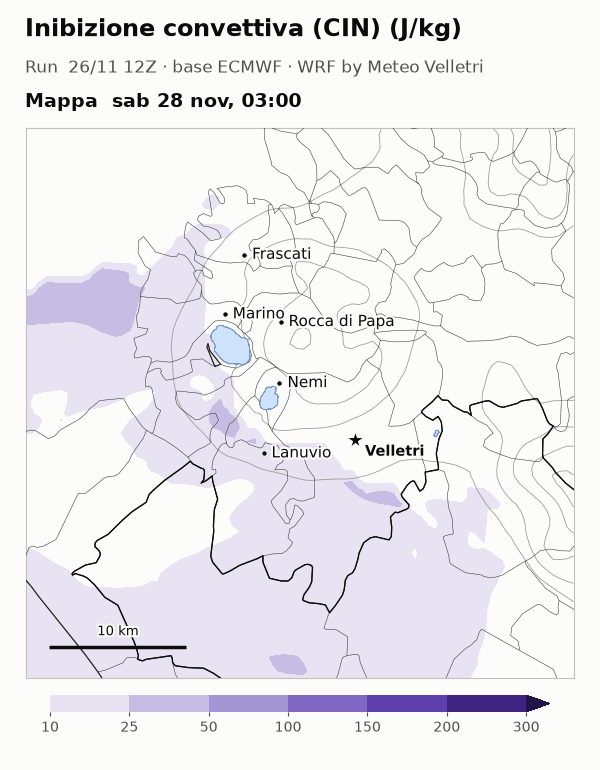 Inibizione convettiva (CIN) (J/kg)
Run  26/11 12Z · base ECMWF · WRF by Meteo Velletri
Mappa  sab 28 nov, 03:00
Frascati
Marino
Rocca di Papa
Nemi
Velletri
Lanuvio
10 km
10 25 50 100 150 200 300